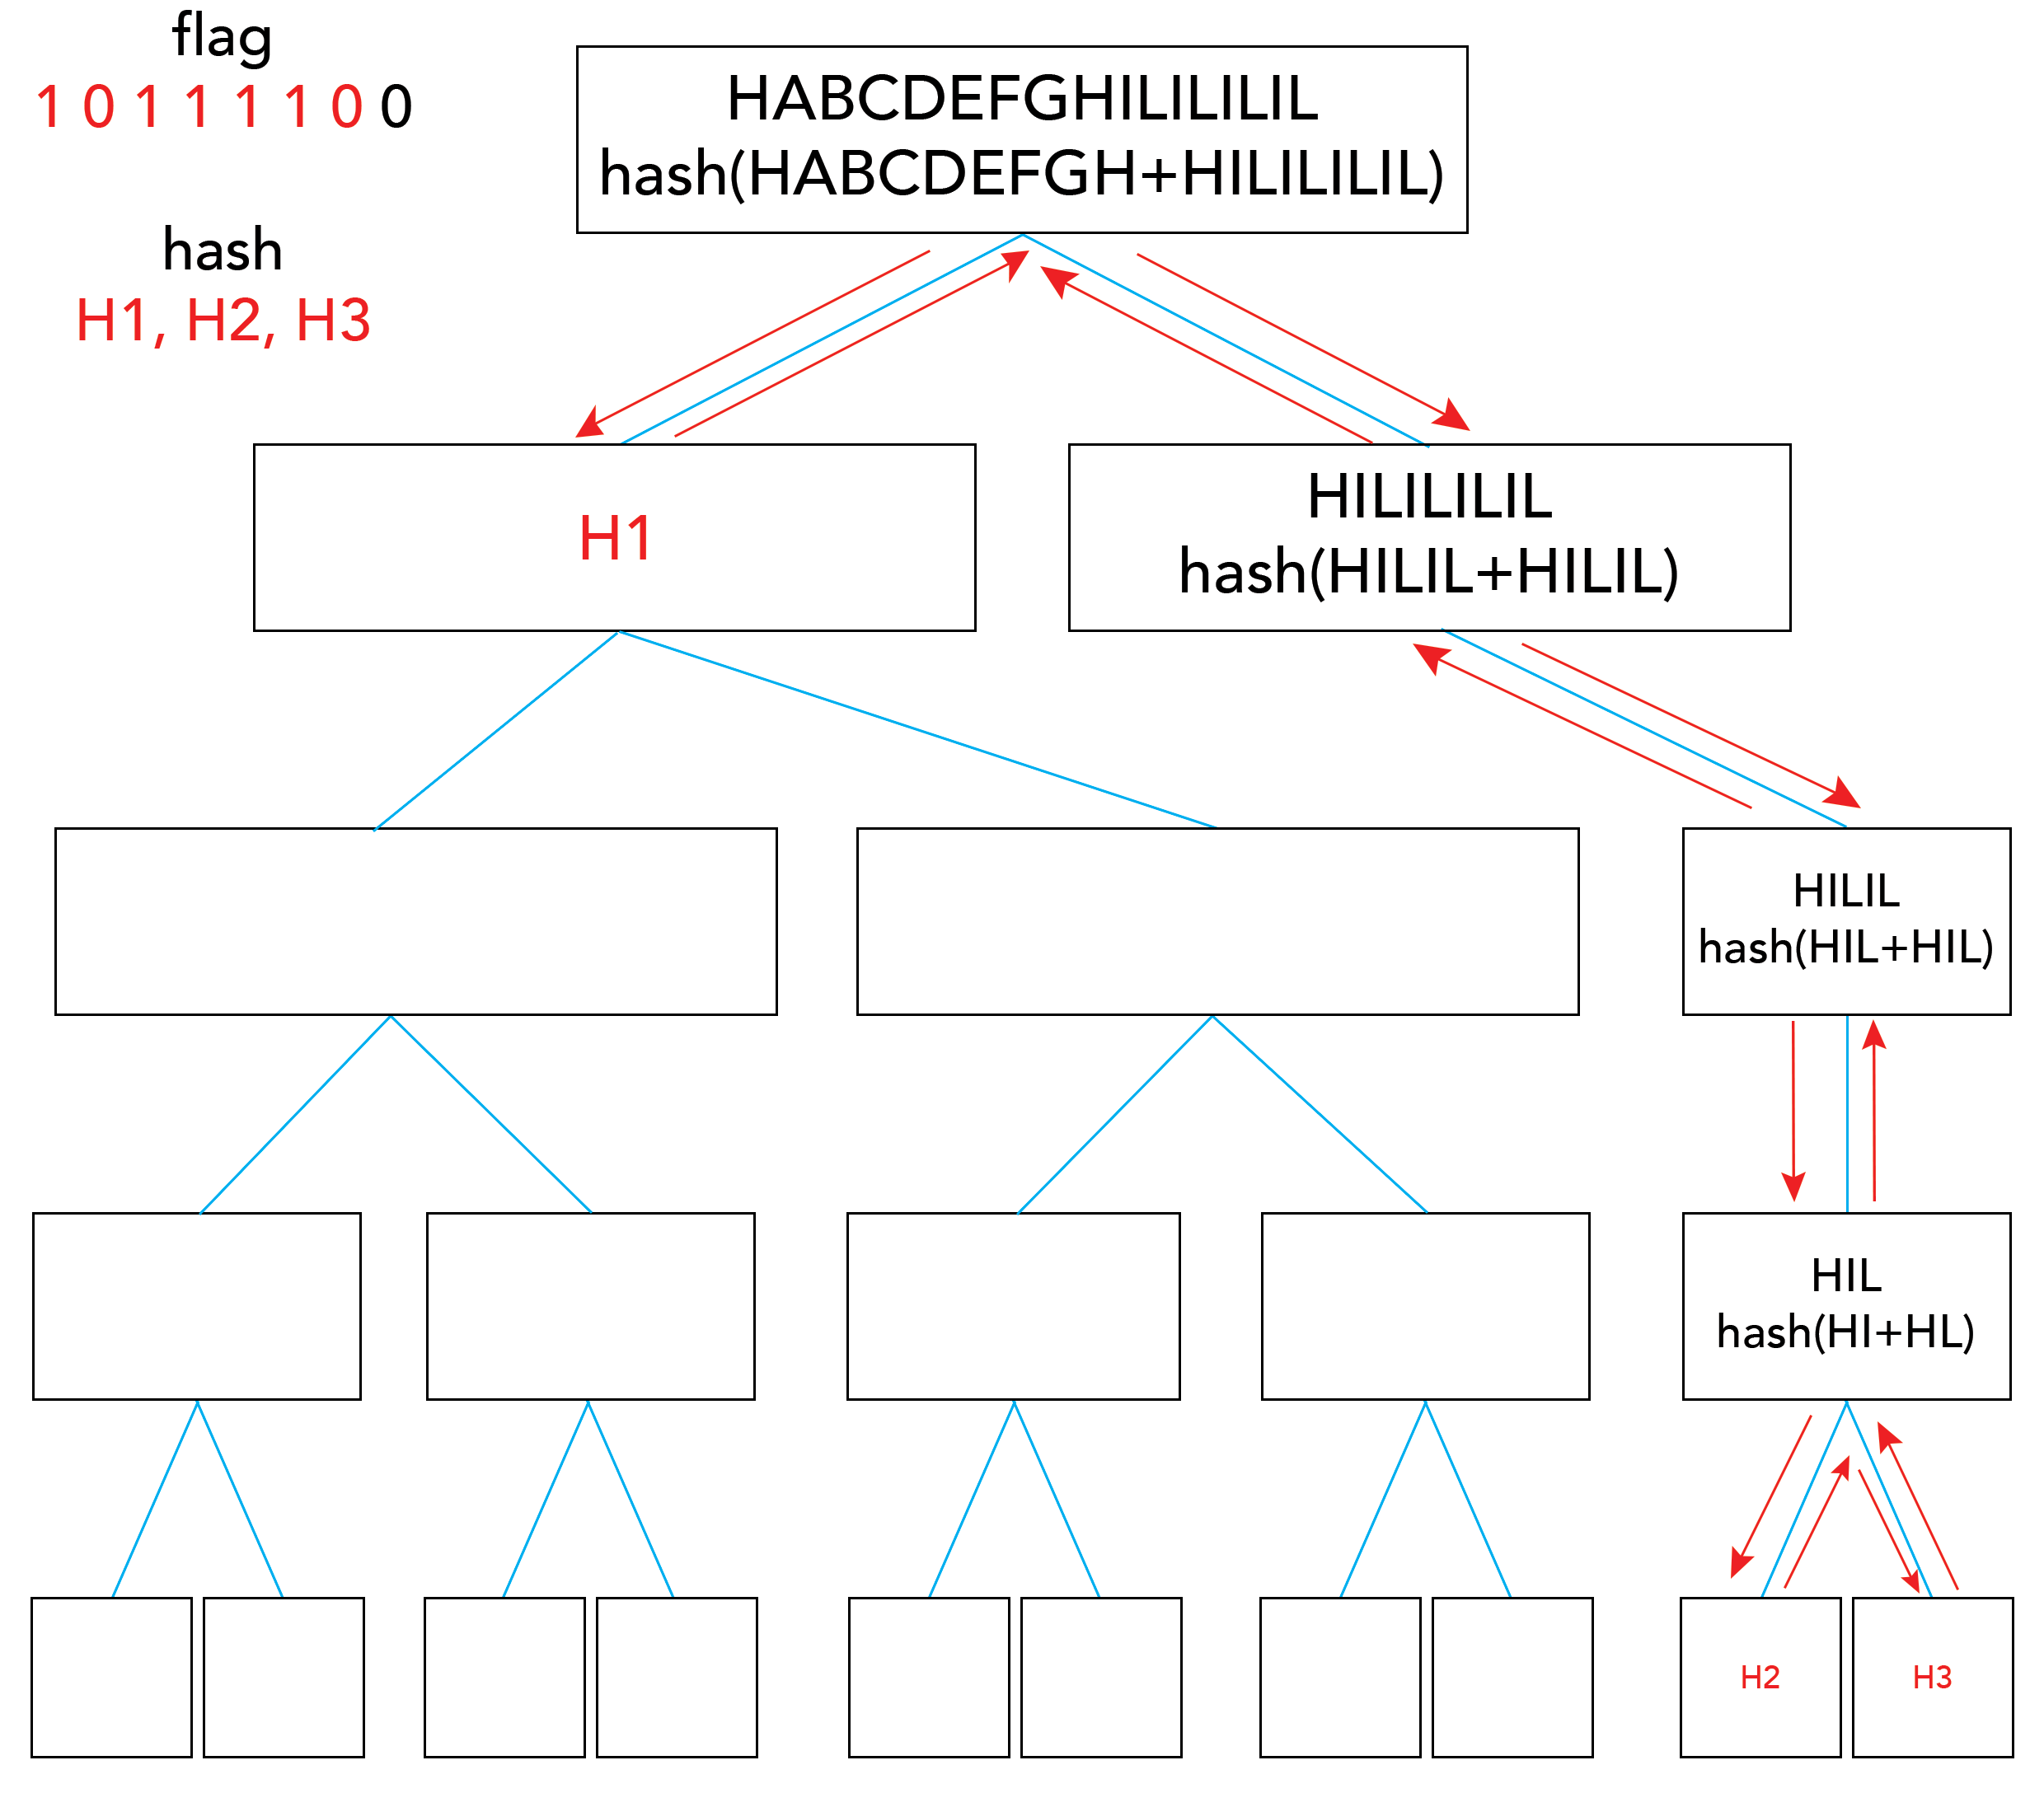 flag
1 0 1 1 1 1 0 0
hash
H1, H2, H3
HABCDEFGHILILILIL
hash(HABCDEFGH+HILILILIL)
H1
HILILILIL
hash(HILIL+HILIL)
HILIL
hash(HIL+HIL)
HIL
hash(HI+HL)
H2
H3